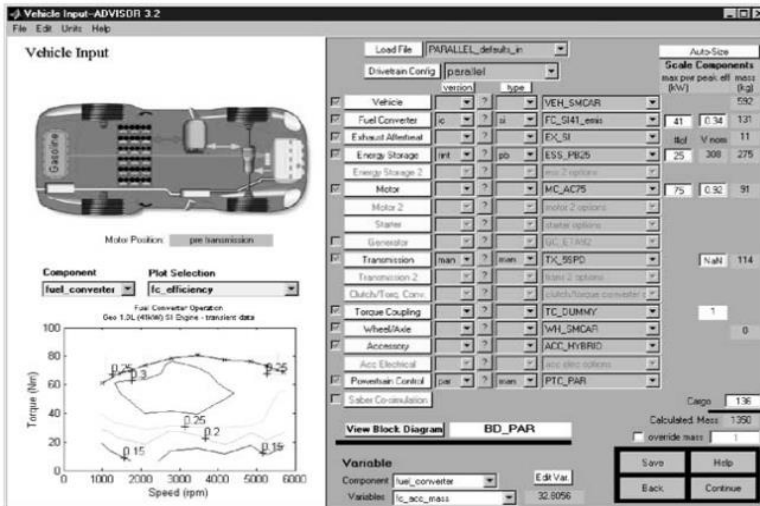 Vehicle Input--ADVISOR 3.2
File Edit Units Help
Vehicle Input
Gasoline
Motor Position: pre transmission
Component Plot Selection
fuel_converter fc_efficiency
Fuel Converter Operation
Geo 1.0L (41kW) SI Engine - transient data
Torque (Nm)
100
80
60
40
20
0
0.25 0.25
0.3
0.25
0.2
0.15 0.15
0 1000 2000 3000 4000 5000 6000
Speed (rpm)
Load File PARALLEL_defaults_in Auto-Size
Drivetrain Config parallel Scale Components
version type max pwr peak eff mass
(kW) (kg)
Vehicle ? VEH_SMCAR 592
Fuel Converter ic ? si FC_SI41_emis 41 0.34 131
Exhaust Aftertreat ? EX_SI #of V nom 11
Energy Storage rint ? pb ESS_PB25 25 308 275
Energy Storage 2 ? ess 2 options
Motor ? MC_AC75 75 0.92 91
Motor 2 ? motor 2 options
Starter ? starter options
Generator ? GC_ETA92
Transmission man ? man TX_5SPD NaN 114
Transmission 2 ? trans 2 options
Clutch/Torq. Conv. ? clutch/torque converter
Torque Coupling ? TC_DUMMY 1
Wheel/Axle ? WH_SMCAR 0
Accessory ? ACC_HYBRID
Acc Electrical ? acc elec options
Powertrain Control par ? man PTC_PAR
Saber Co-simulation Cargo 136
Calculated Mass 1350
View Block Diagram BD_PAR override mass 1
Variable
Component fuel_converter Edit Var.
Variables fc_acc_mass 32.8056
Save Help
Back Continue